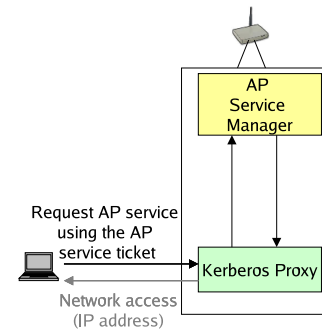 AP
Service
Manager
Request AP service
using the AP
service ticket
Kerberos Proxy
Network access
(IP address)